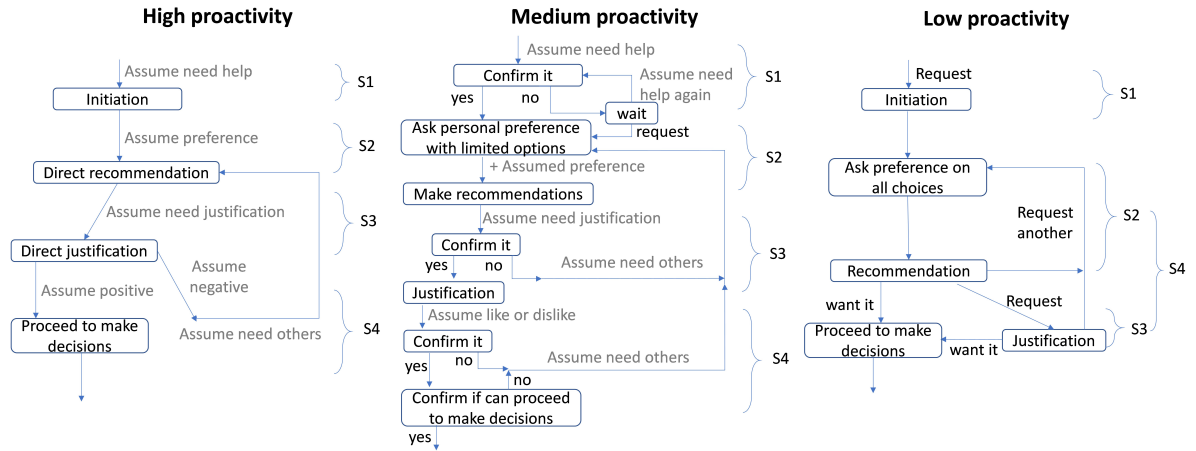 High proactivity
Assume need help
Initiation
S1
Assume preference
S2
Direct recommendation
Assume need justification
S3
Direct justification
Assume
negative
Assume positive
Proceed to make
decisions
Assume need others
S4
Medium proactivity
Assume need help
Confirm it
Assume need
help again
S1
yes
no
wait
request
Ask personal preference
with limited options
S2
+ Assumed preference
Make recommendations
Assume need justification
Confirm it
S3
yes
no
Assume need others
Justification
Assume like or dislike
Confirm it
yes
no
Assume need others
S4
no
Confirm if can proceed
to make decisions
yes
Low proactivity
Request
Initiation
S1
Ask preference on
all choices
Request
another
S2
S4
Recommendation
want it
Request
S3
Proceed to make
decisions
want it
Justification